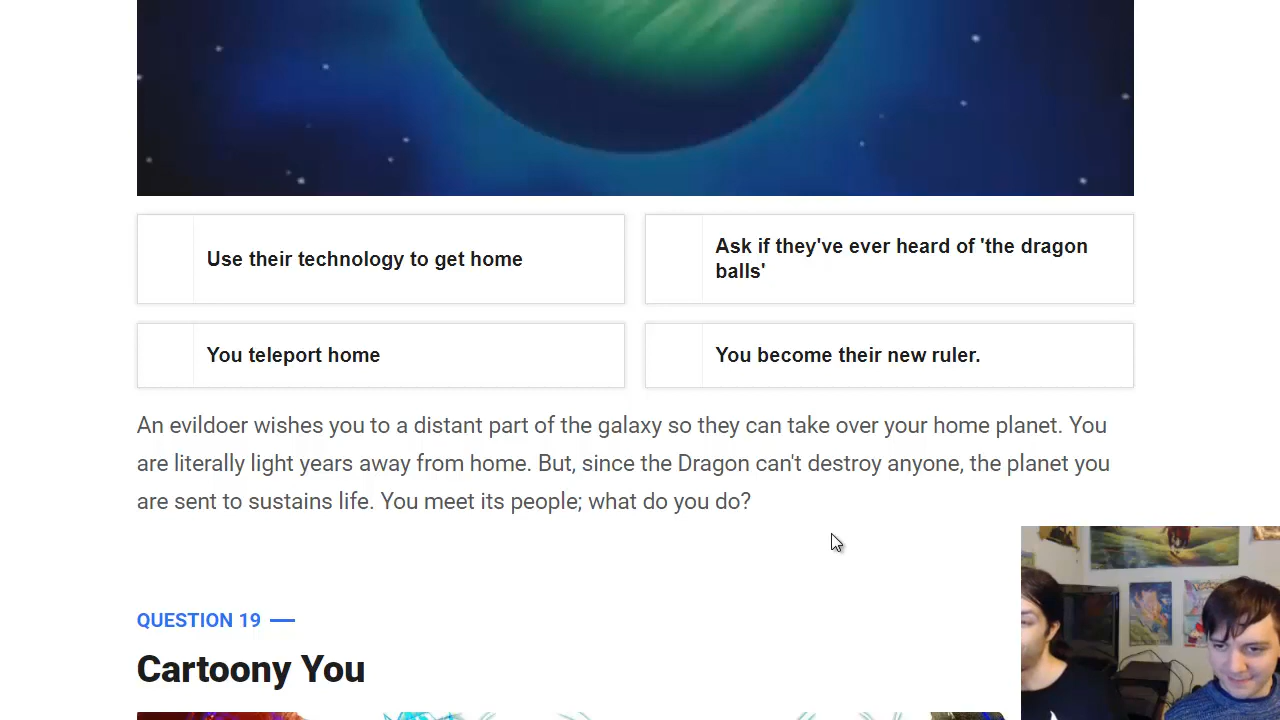 Use their technology to get home
Ask if they've ever heard of 'the dragon
balls'
You teleport home
You become their new ruler.
An evildoer wishes you to a distant part of the galaxy so they can take over your home planet. You
are literally light years away from home. But, since the Dragon can't destroy anyone, the planet you
are sent to sustains life. You meet its people; what do you do?
QUESTION 19
Cartoony You